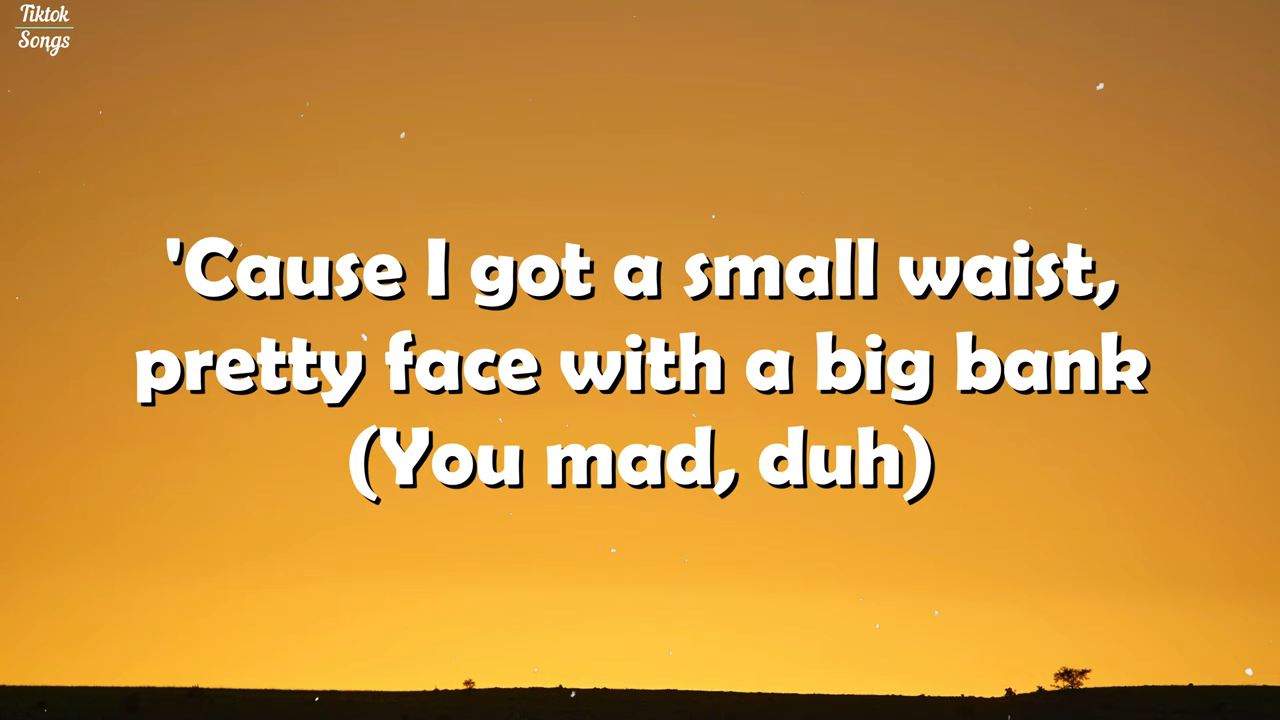 Tiktok
Songs
'Cause I got a small waist,
pretty face with a big bank
(You mad, duh)